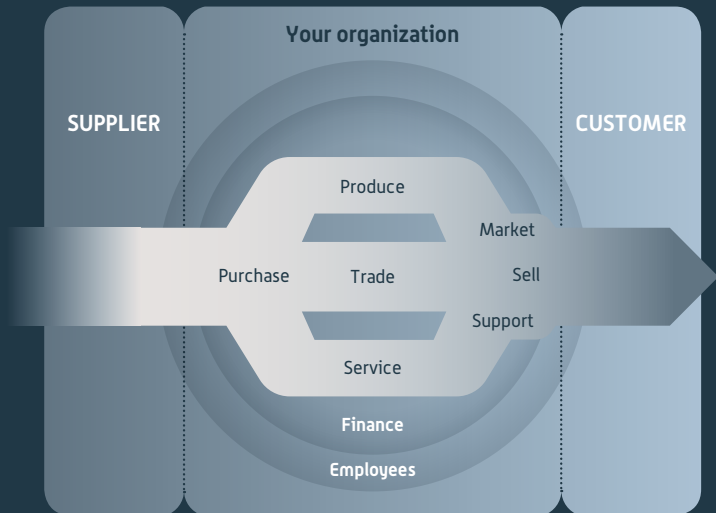 Your organization
SUPPLIER
CUSTOMER
Produce
Market
Purchase
Trade
Sell
Support
Service
Finance
Employees